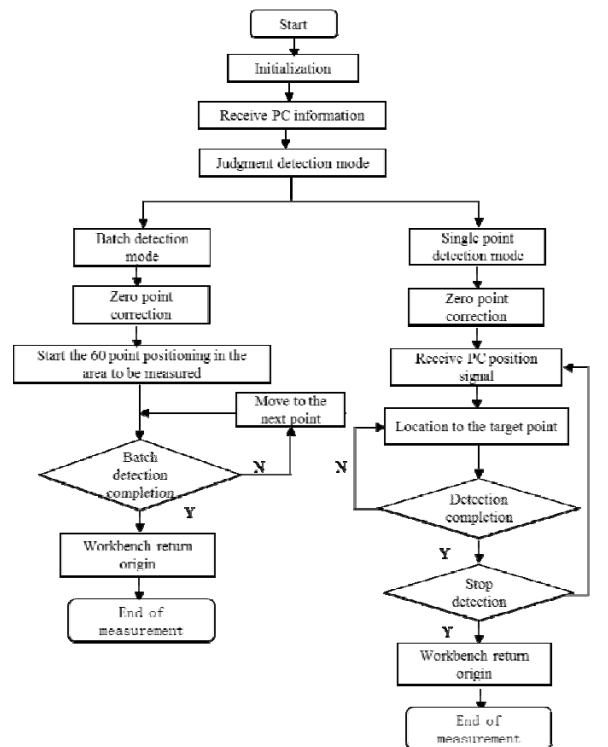 Start
Initialization
Receive PC information
Judgment detection mode
Batch detection
mode
Zero point
correction
Start the 60 point positioning in the
area to be measured
Move to the
next point
Batch
detection
completion
N
Y
Workbench return
origin
End of
measurement
Single point
detection mode
Zero point
correction
Receive PC position
signal
Location to the target point
N
Detection
completion
Y
Stop
detection
Y
Workbench return
origin
End of
measurement